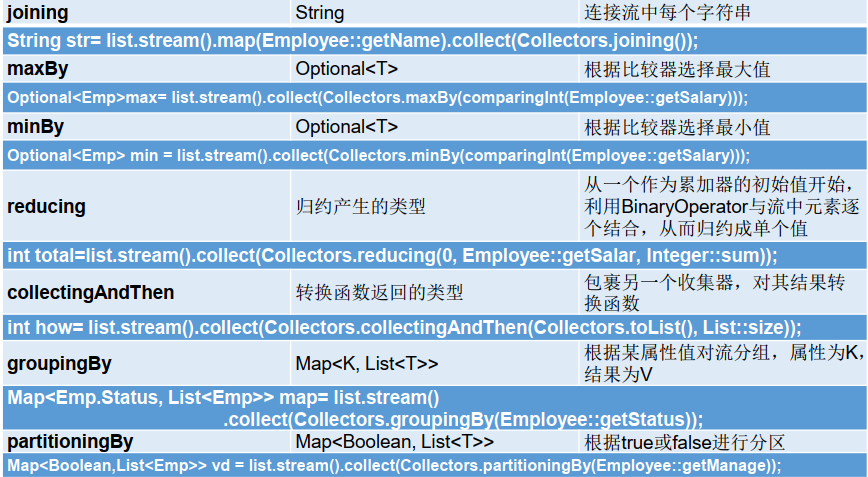 joining String 连接流中每个字符串
String str= list.stream().map(Employee::getName).collect(Collectors.joining());
maxBy Optional<T> 根据比较器选择最大值
Optional<Emp>max= list.stream().collect(Collectors.maxBy(comparingInt(Employee::getSalary)));
minBy Optional<T> 根据比较器选择最小值
Optional<Emp> min = list.stream().collect(Collectors.minBy(comparingInt(Employee::getSalary)));
reducing 归约产生的类型 从一个作为累加器的初始值开始，
利用BinaryOperator与流中元素逐
个结合，从而归约成单个值
int total=list.stream().collect(Collectors.reducing(0, Employee::getSalar, Integer::sum));
collectingAndThen 转换函数返回的类型 包裹另一个收集器，对其结果转
换函数
int how= list.stream().collect(Collectors.collectingAndThen(Collectors.toList(), List::size));
groupingBy Map<K, List<T>> 根据某属性值对流分组，属性为K，
结果为V
Map<Emp.Status, List<Emp>> map= list.stream()
.collect(Collectors.groupingBy(Employee::getStatus));
partitioningBy Map<Boolean, List<T>> 根据true或false进行分区
Map<Boolean,List<Emp>> vd = list.stream().collect(Collectors.partitioningBy(Employee::getManage));